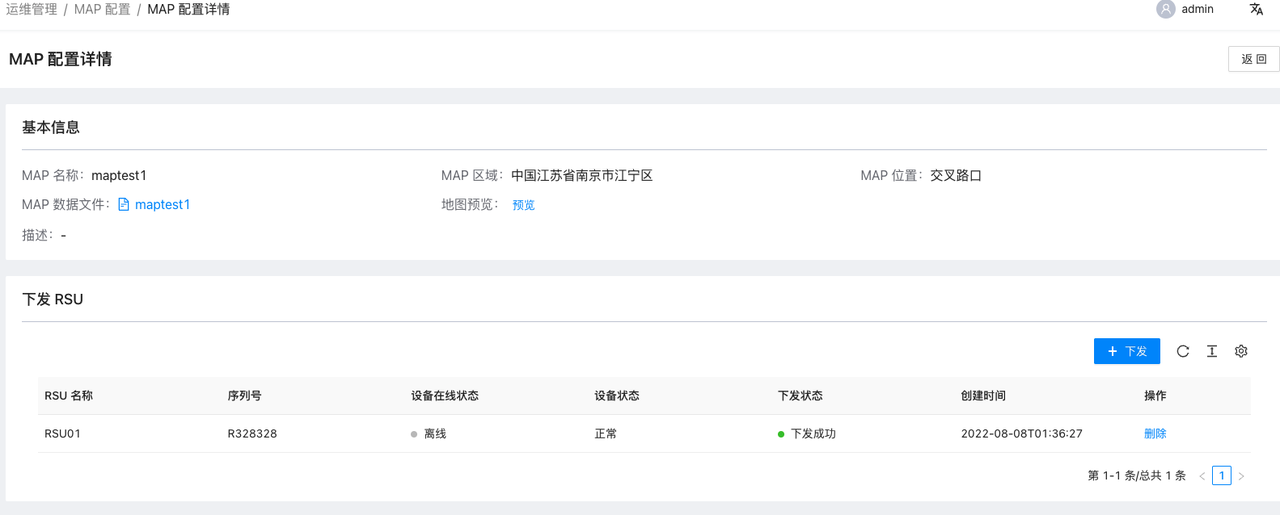 运维管理 / MAP 配置 / MAP 配置详情 admin
MAP 配置详情 返 回
基本信息
MAP 名称: maptest1 MAP 区域: 中国江苏省南京市江宁区 MAP 位置: 交叉路口
MAP 数据文件: maptest1 地图预览: 预览
描述: -
下发 RSU
+ 下发
RSU 名称 序列号 设备在线状态 设备状态 下发状态 创建时间 操作
RSU01 R328328 离线 正常 下发成功 2022-08-08T01:36:27 删除
第 1-1 条/总共 1 条 < 1 >